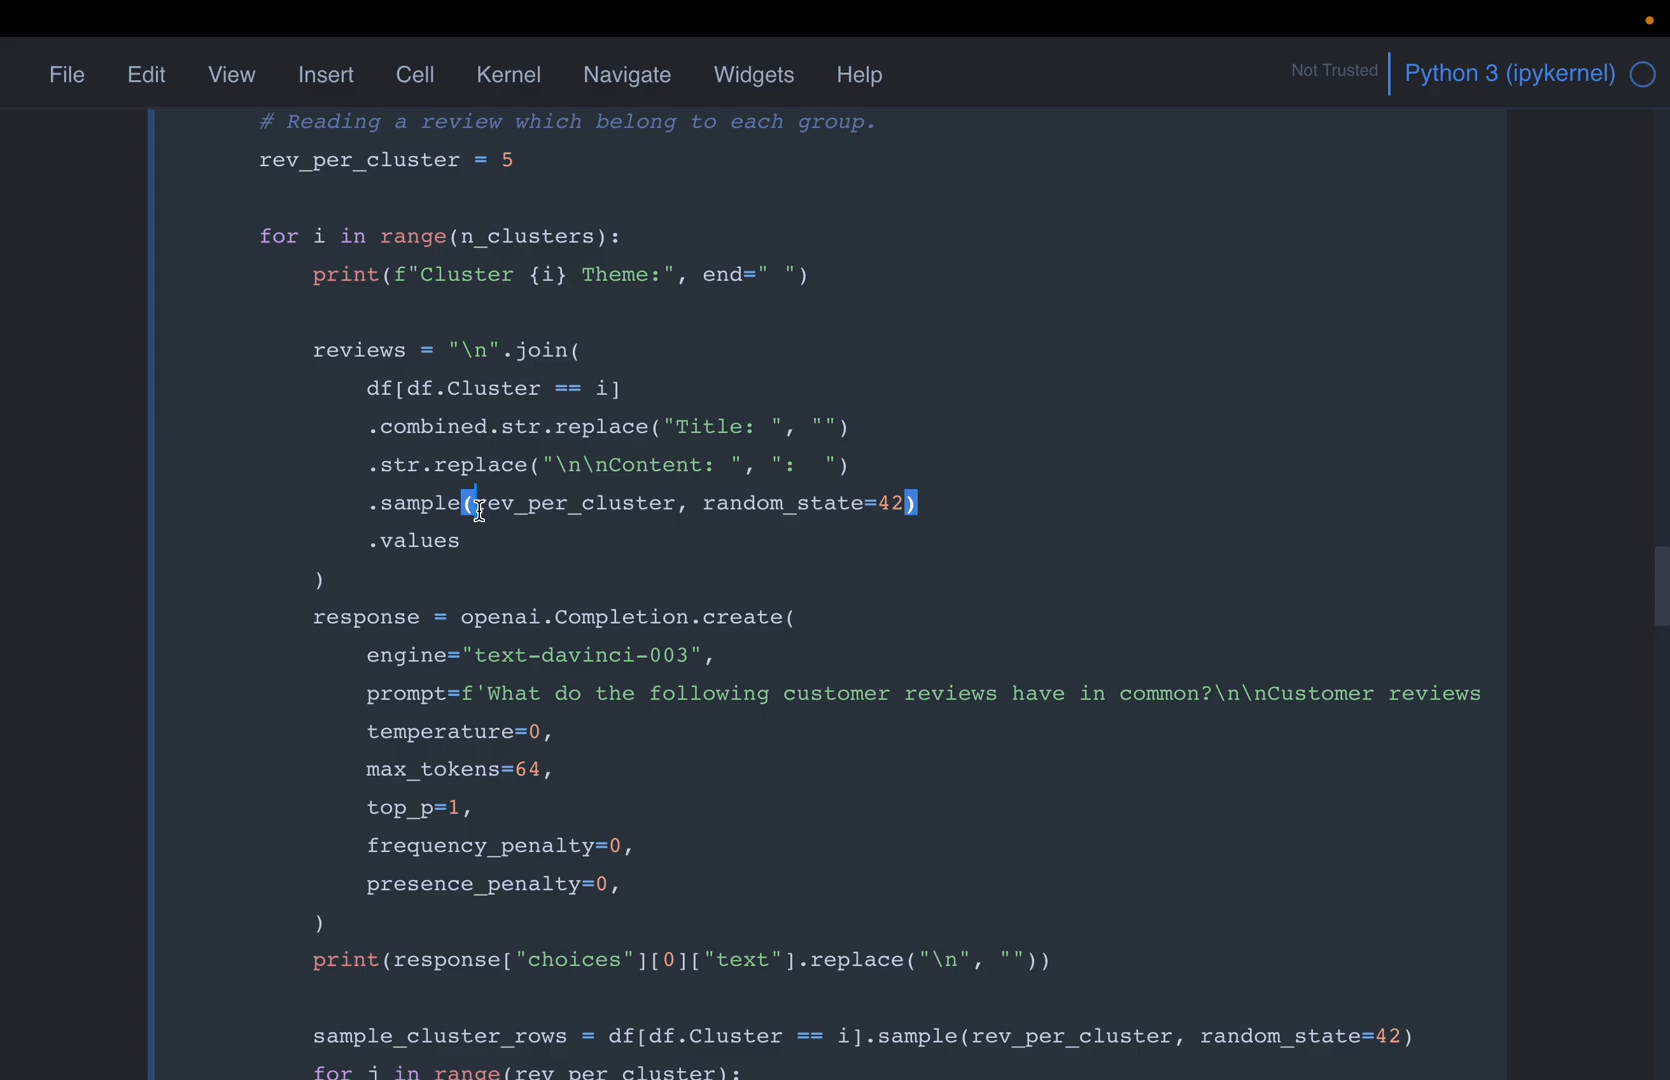 File Edit View Insert Cell Kernel Navigate Widgets Help Not Trusted Python 3 (ipykernel)
# Reading a review which belong to each group.
rev_per_cluster = 5
for i in range(n_clusters):
print(f"Cluster {i} Theme:", end=" ")
reviews = "\n".join(
df[df.Cluster == i]
.combined.str.replace("Title: ", "")
.str.replace("\n\nContent: ", ":  ")
.sample(rev_per_cluster, random_state=42)
.values
)
response = openai.Completion.create(
engine="text-davinci-003",
prompt=f'What do the following customer reviews have in common?\n\nCustomer reviews
temperature=0,
max_tokens=64,
top_p=1,
frequency_penalty=0,
presence_penalty=0,
)
print(response["choices"][0]["text"].replace("\n", ""))
sample_cluster_rows = df[df.Cluster == i].sample(rev_per_cluster, random_state=42)
for j in range(rev_per_cluster):